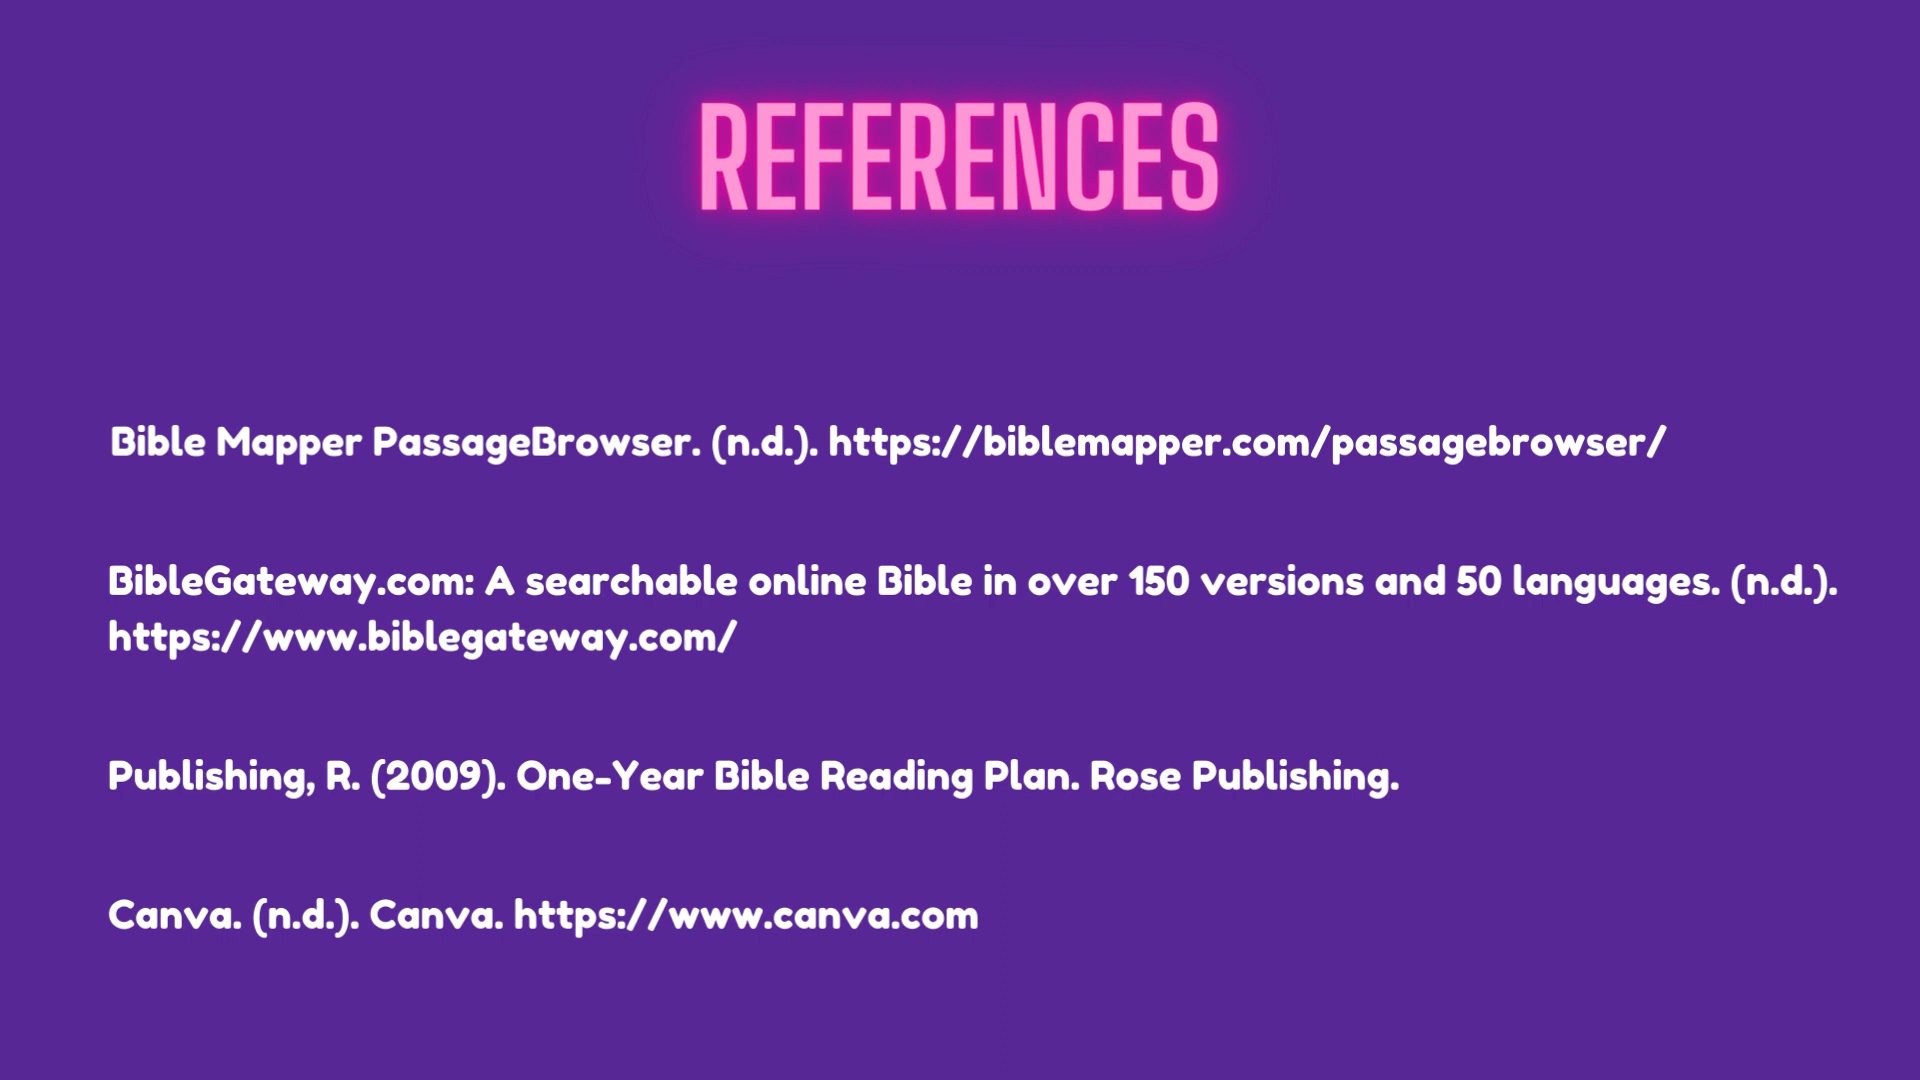 REFERENCES
Bible Mapper PassageBrowser. (n.d.). https://biblemapper.com/passagebrowser/
BibleGateway.com: A searchable online Bible in over 150 versions and 50 languages. (n.d.).
https://www.biblegateway.com/
Publishing, R. (2009). One-Year Bible Reading Plan. Rose Publishing.
Canva. (n.d.). Canva. https://www.canva.com